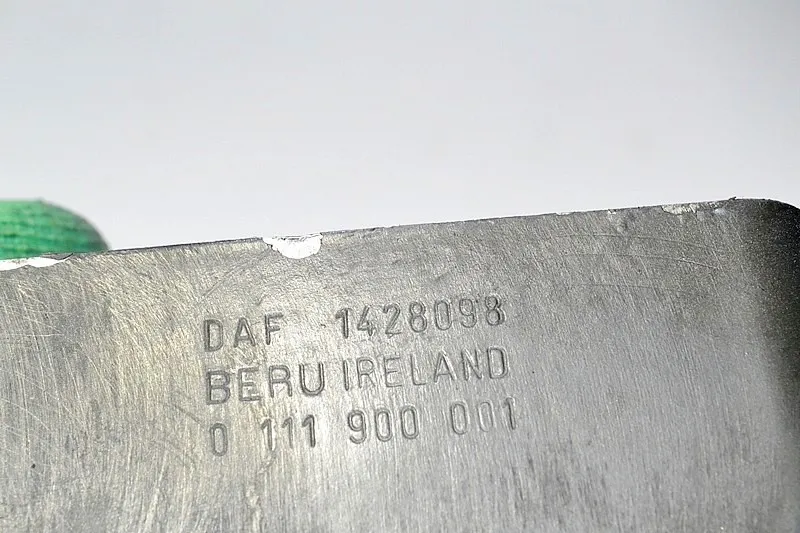 DAF 1428098
BERU IRELAND
0 111 900 001